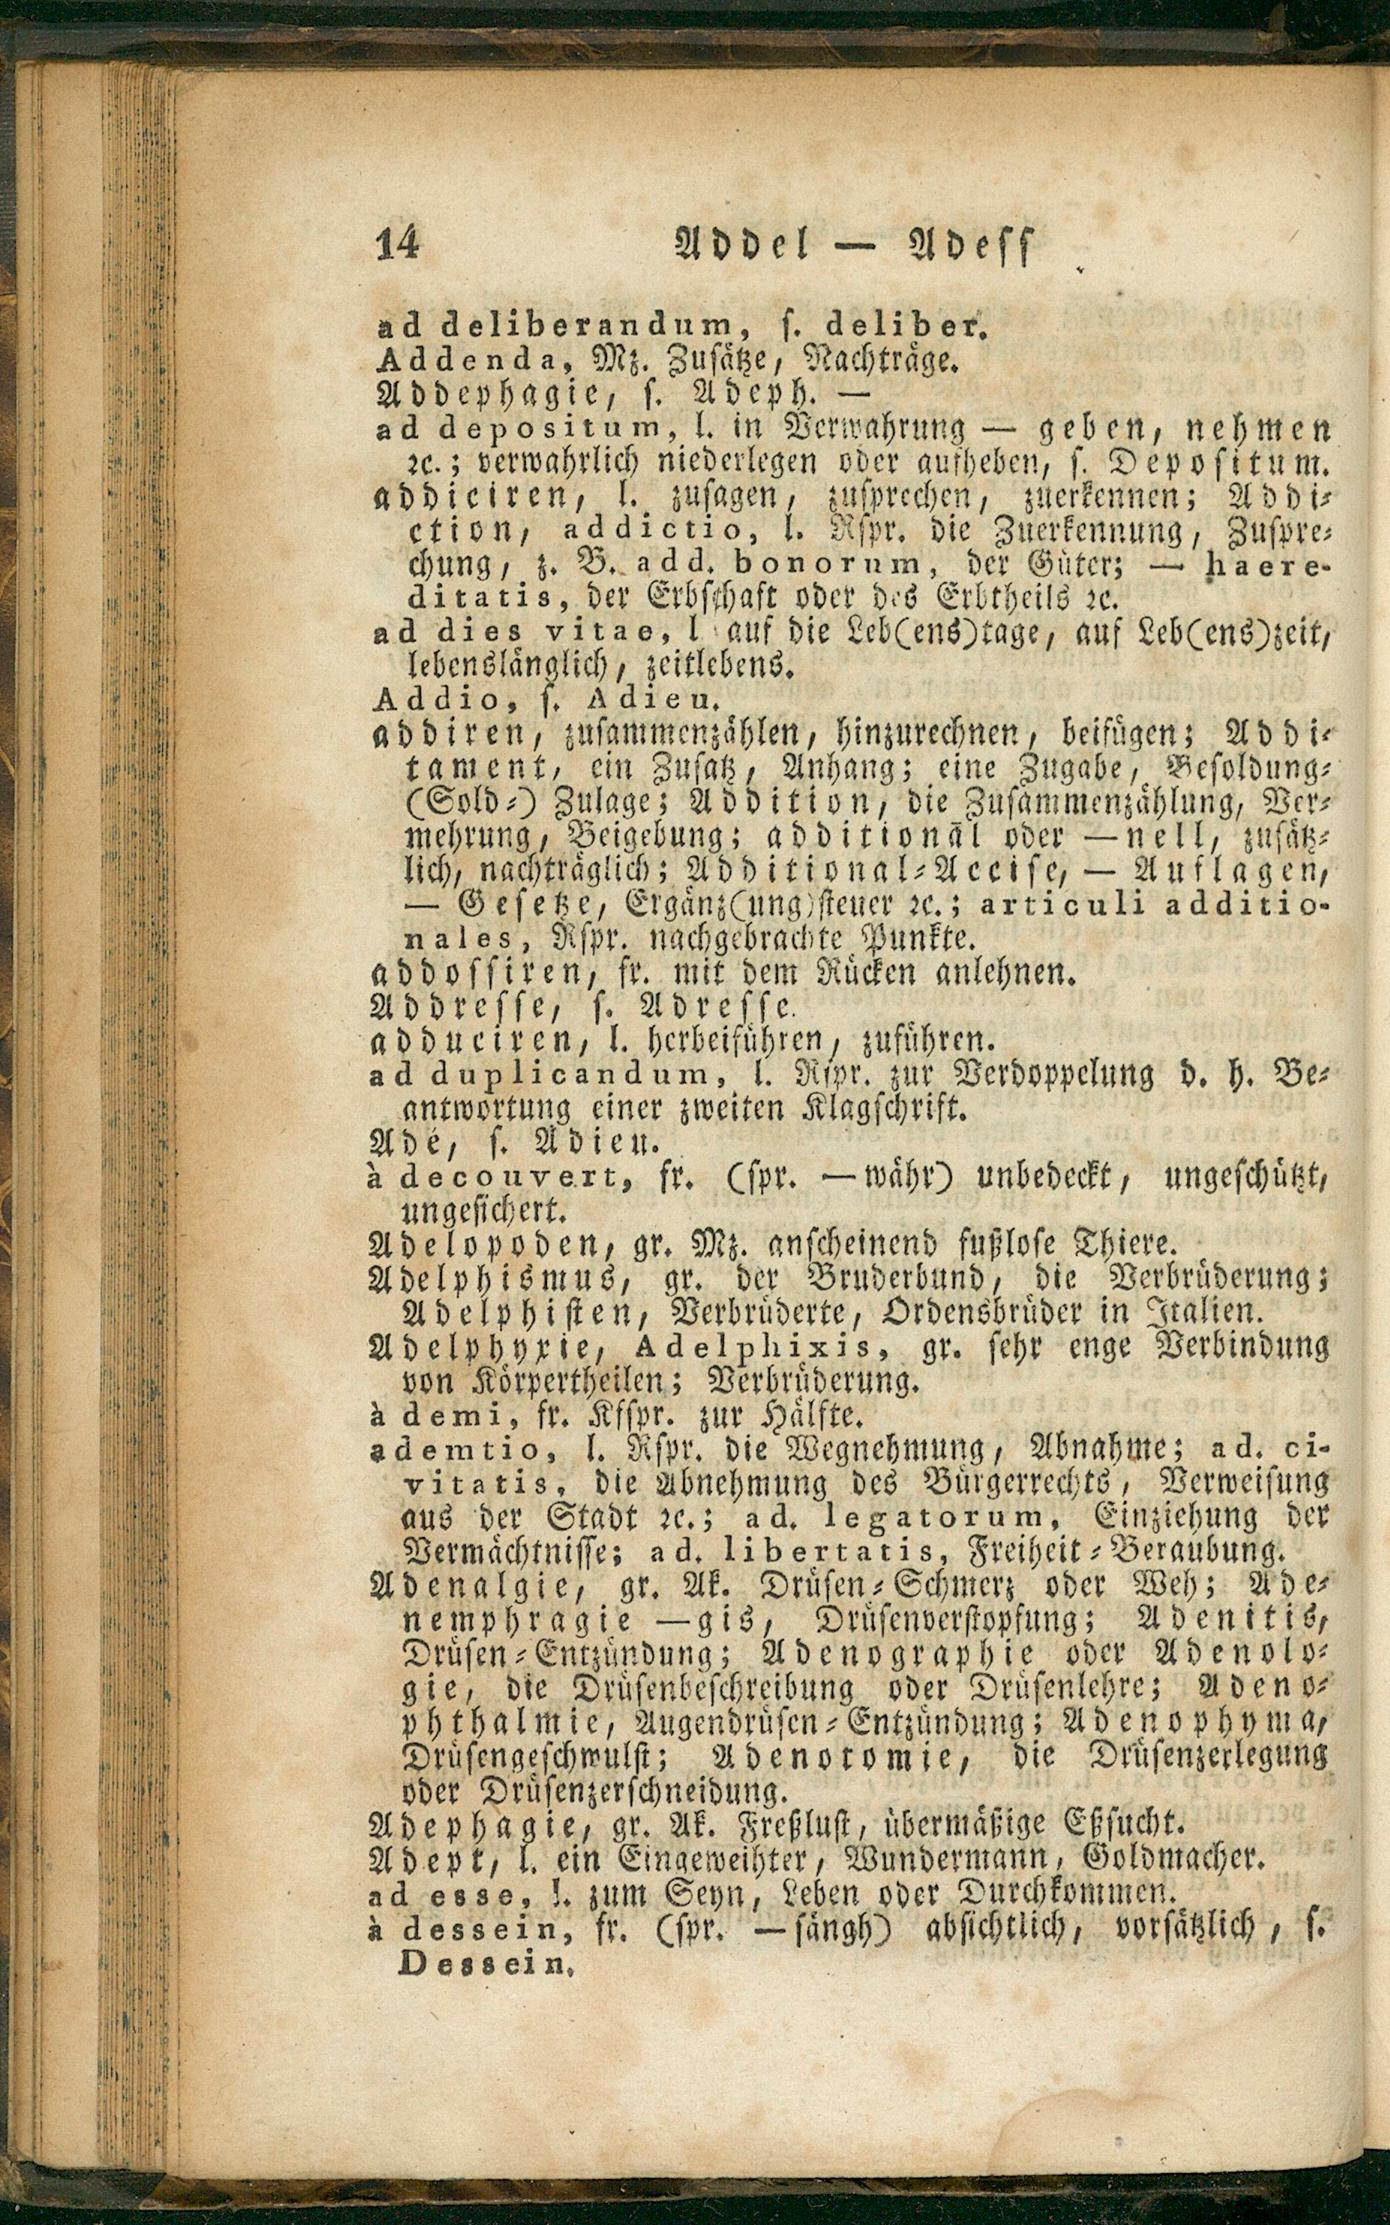 14 Addel — Adess
ad deliberandum, s. deliber.
Addenda, Mz. Zusätze, Nachträge.
Addephagie, s. Adeph. —
ad depositum, l. in Verwahrung — geben, nehmen
ꝛc.; verwahrlich niederlegen oder aufheben, s. Depositum.
addiciren, l. zusagen, zusprechen, zuerkennen; Addi-
ction, addictio, l. Rspr. die Zuerkennung, Zuspre-
chung, z. B. add. bonorum, der Güter; — haere-
ditatis, der Erbschaft oder des Erbtheils ꝛc.
ad dies vitae, l auf die Leb(ens)tage, auf Leb(ens)zeit,
lebenslänglich, zeitlebens.
Addio, s. Adieu.
addiren, zusammenzählen, hinzurechnen, beifügen; Addi-
tament, ein Zusatz, Anhang; eine Zugabe, Besoldung-
(Sold-) Zulage; Addition, die Zusammenzählung, Ver-
mehrung, Beigebung; additionāl oder —nell, zusätz-
lich, nachträglich; Additional-Accise, — Auflagen,
— Gesetze, Ergänz(ung)steuer ꝛc.; articuli additio-
nales, Rspr. nachgebrachte Punkte.
addossiren, fr. mit dem Rücken anlehnen.
Addresse, s. Adresse.
adduciren, l. herbeiführen, zuführen.
ad duplicandum, l. Rspr. zur Verdoppelung d. h. Be-
antwortung einer zweiten Klagschrift.
Adé, s. Adieu.
à decouvert, fr. (spr. —währ) unbedeckt, ungeschützt,
ungesichert.
Adelopoden, gr. Mz. anscheinend fußlose Thiere.
Adelphismus, gr. der Bruderbund, die Verbrüderung;
Adelphisten, Verbrüderte, Ordensbrüder in Italien.
Adelphyxie, Adelphixis, gr. sehr enge Verbindung
von Körpertheilen; Verbrüderung.
à demi, fr. Kfspr. zur Hälfte.
ademtio, l. Rspr. die Wegnehmung, Abnahme; ad. ci-
vitatis, die Abnehmung des Bürgerrechts, Verweisung
aus der Stadt ꝛc.; ad. legatorum, Einziehung der
Vermächtnisse; ad. libertatis, Freiheit-Beraubung.
Adenalgie, gr. Ak. Drüsen-Schmerz oder Weh; Ade-
nemphragie —gis, Drüsenverstopfung; Adenitis,
Drüsen-Entzündung; Adenographie oder Adenolo-
gie, die Drüsenbeschreibung oder Drüsenlehre; Adeno-
phthalmie, Augendrüsen-Entzündung; Adenophyma,
Drüsengeschwulst; Adenotomie, die Drüsenzerlegung
oder Drüsenzerschneidung.
Adephagie, gr. Ak. Freßlust, übermäßige Eßsucht.
Adept, l. ein Eingeweihter, Wundermann, Goldmacher.
ad esse, l. zum Seyn, Leben oder Durchkommen.
à dessein, fr. (spr. —sängh) absichtlich, vorsätzlich, s.
Dessein.